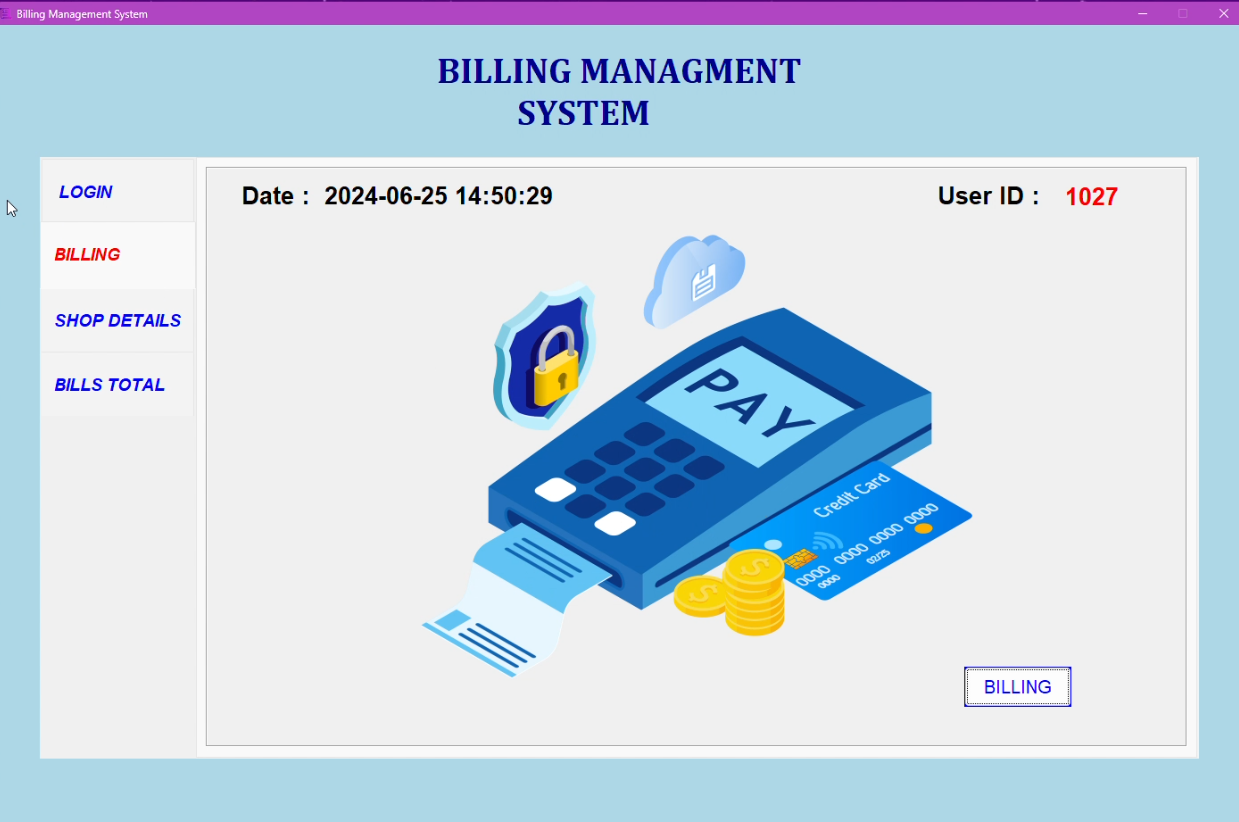 Billing Management System
BILLING MANAGMENT
SYSTEM
LOGIN
BILLING
SHOP DETAILS
BILLS TOTAL
Date : 2024-06-25 14:50:29
User ID : 1027
PAY
Credit Card
0000 0000 0000 0000
0000
02/25
BILLING